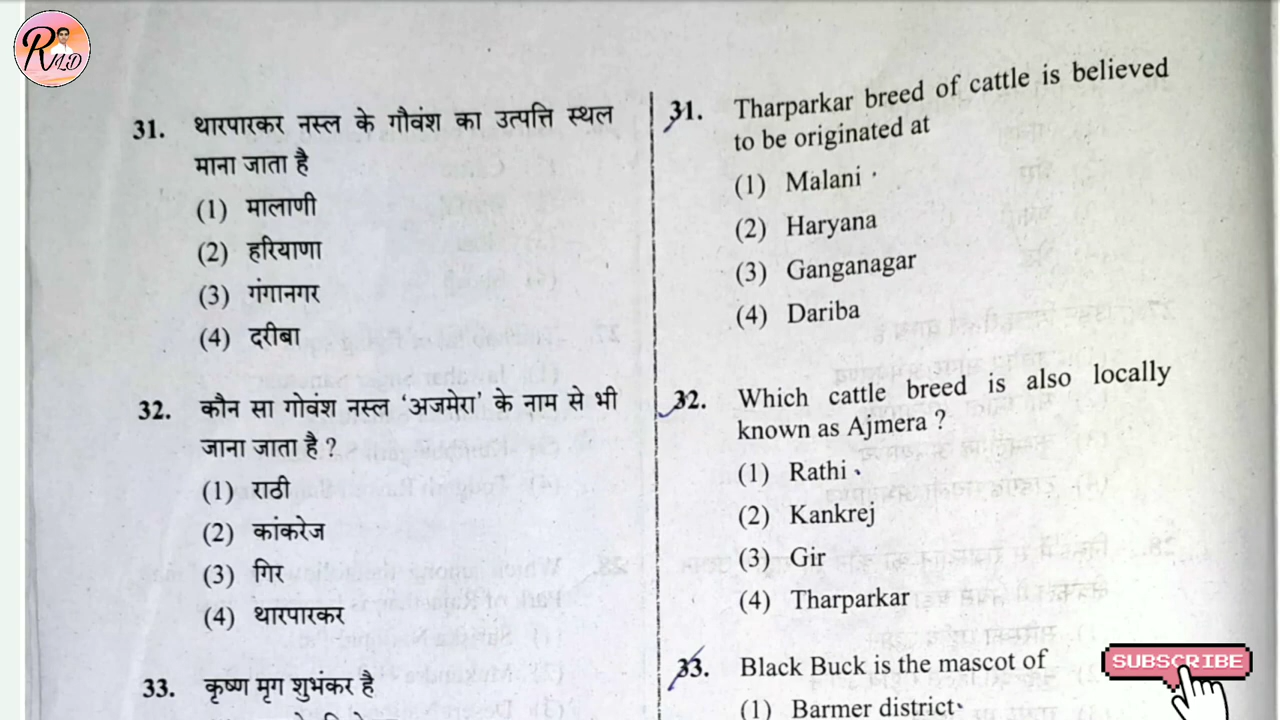 RMD
31. थारपारकर नस्ल के गौवंश का उत्पत्ति स्थल
माना जाता है
(1) मालाणी
(2) हरियाणा
(3) गंगानगर
(4) दरीबा
32. कौन सा गोवंश नस्ल ‘अजमेरा’ के नाम से भी
जाना जाता है ?
(1) राठी
(2) कांकरेज
(3) गिर
(4) थारपारकर
33. कृष्ण मृग शुभंकर है
31. Tharparkar breed of cattle is believed
to be originated at
(1) Malani
(2) Haryana
(3) Ganganagar
(4) Dariba
32. Which cattle breed is also locally
known as Ajmera ?
(1) Rathi
(2) Kankrej
(3) Gir
(4) Tharparkar
33. Black Buck is the mascot of
(1) Barmer district
SUBSCRIBE